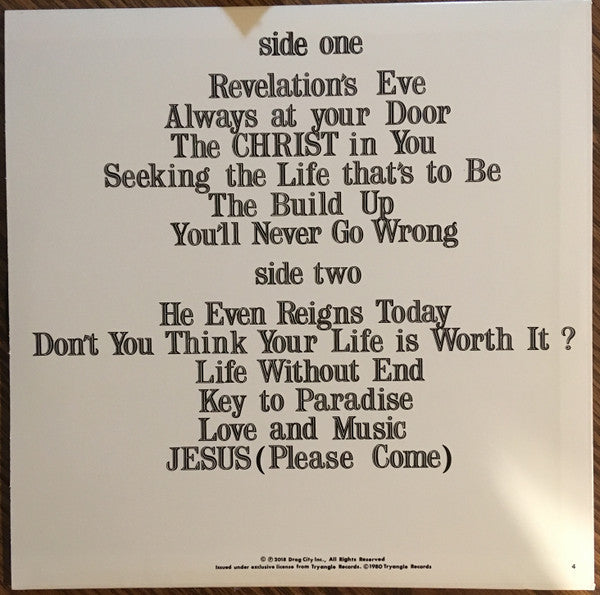 side one
Revelation's Eve
Always at your Door
The CHRIST in You
Seeking the Life that's to Be
The Build Up
You'll Never Go Wrong
side two
He Even Reigns Today
Don't You Think Your Life is Worth It ?
Life Without End
Key to Paradise
Love and Music
JESUS (Please Come)
© ℗ 2018 Drag City Inc., All Rights Reserved
Issued under exclusive license from Tryangle Records. ©1980 Tryangle Records
4